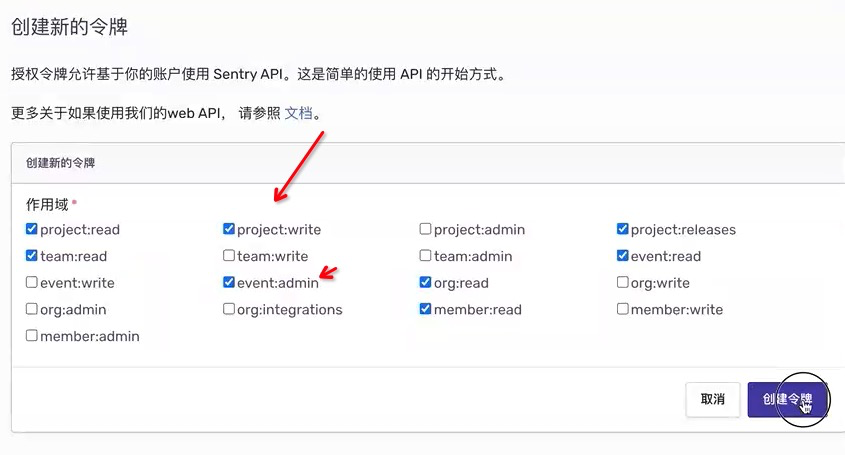 创建新的令牌
授权令牌允许基于你的账户使用 Sentry API。这是简单的使用 API 的开始方式。
更多关于如果使用我们的web API， 请参照 文档。
创建新的令牌
作用域 *
project:read project:write project:admin project:releases
team:read team:write team:admin event:read
event:write event:admin org:read org:write
org:admin org:integrations member:read member:write
member:admin
取消 创建令牌